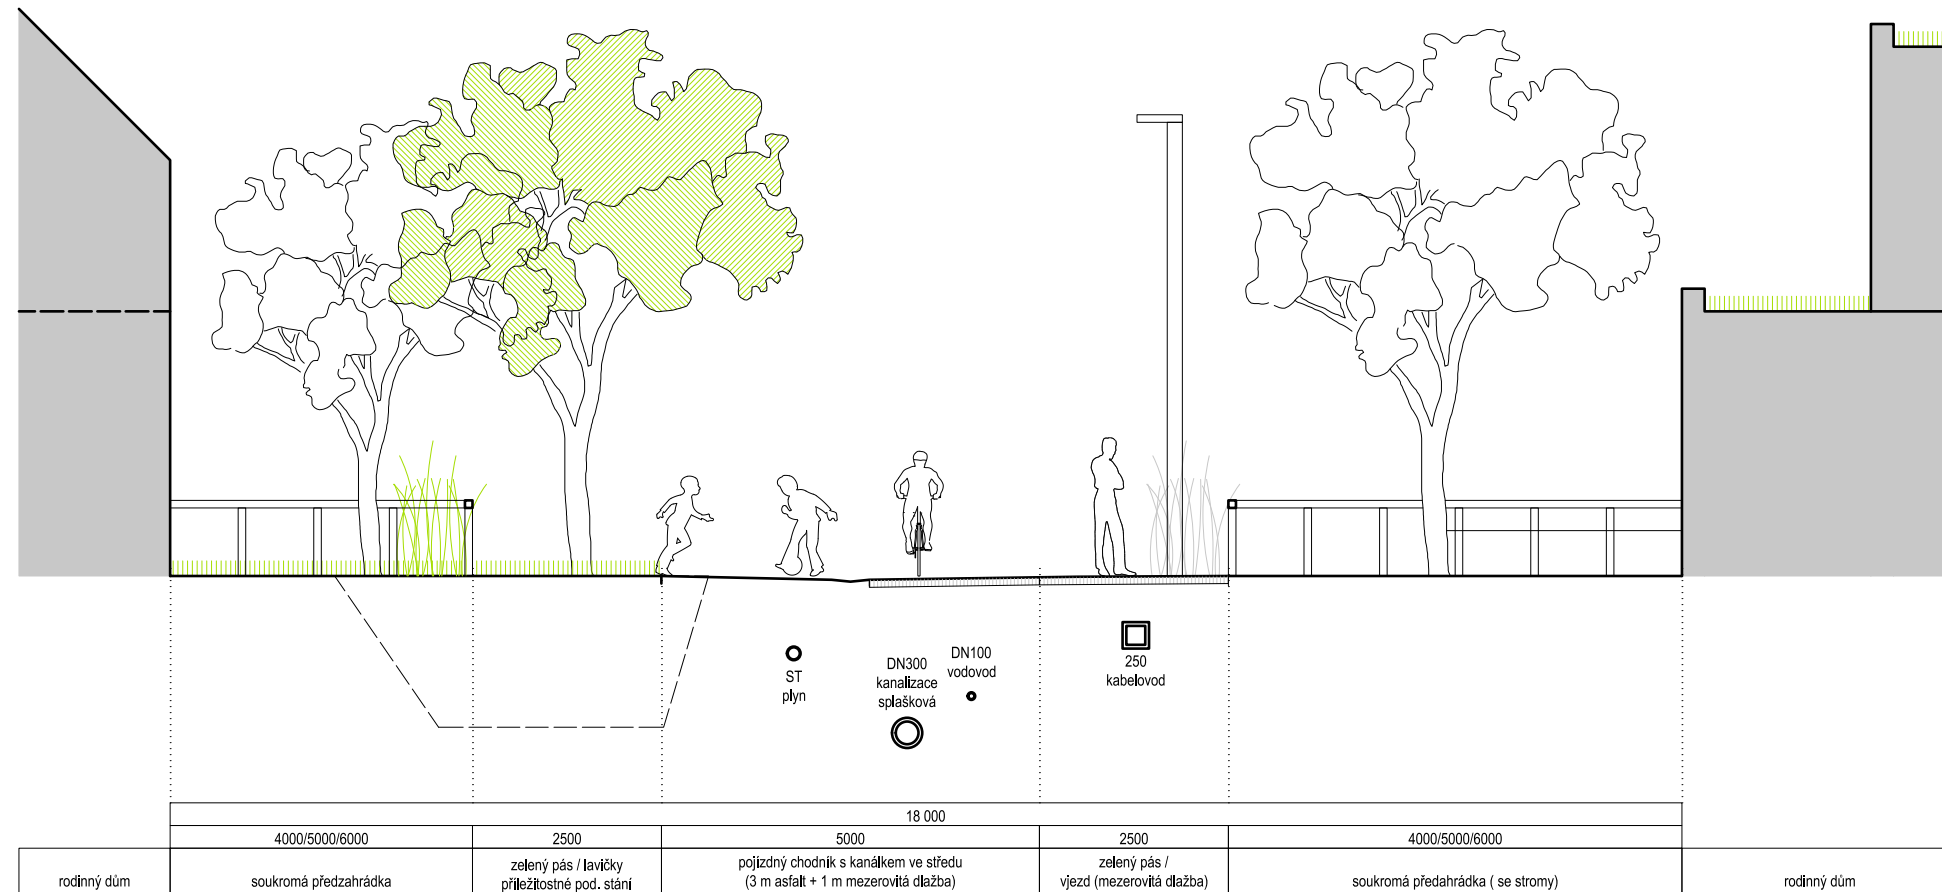 ST
plyn
DN300
kanalizace
splašková
DN100
vodovod
250
kabelovod
18 000
4000/5000/6000
2500
5000
2500
4000/5000/6000
rodinný dům
soukromá předzahrádka
zelený pás / lavičky
příležitostné pod. stání
pojízdný chodník s kanálkem ve středu
(3 m asfalt + 1 m mezerovitá dlažba)
zelený pás /
vjezd (mezerovitá dlažba)
soukromá předahrádka ( se stromy)
rodinný dům